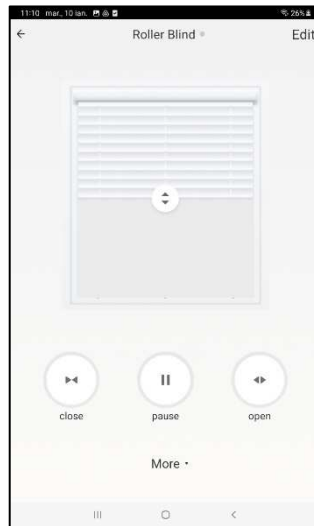 11:10 mar., 10 ian. 26%
← Roller Blind Edit
close pause open
More